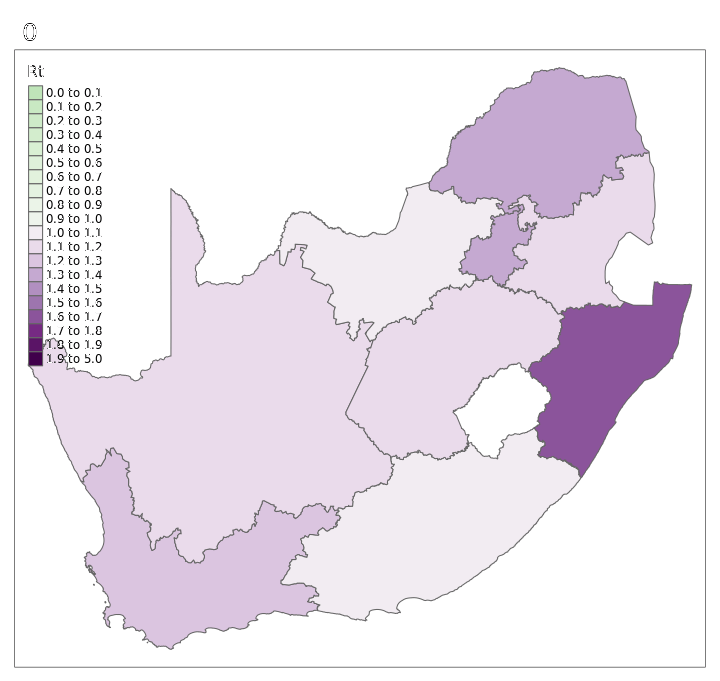 0
Rt
0.0 to 0.1
0.1 to 0.2
0.2 to 0.3
0.3 to 0.4
0.4 to 0.5
0.5 to 0.6
0.6 to 0.7
0.7 to 0.8
0.8 to 0.9
0.9 to 1.0
1.0 to 1.1
1.1 to 1.2
1.2 to 1.3
1.3 to 1.4
1.4 to 1.5
1.5 to 1.6
1.6 to 1.7
1.7 to 1.8
1.8 to 1.9
1.9 to 5.0